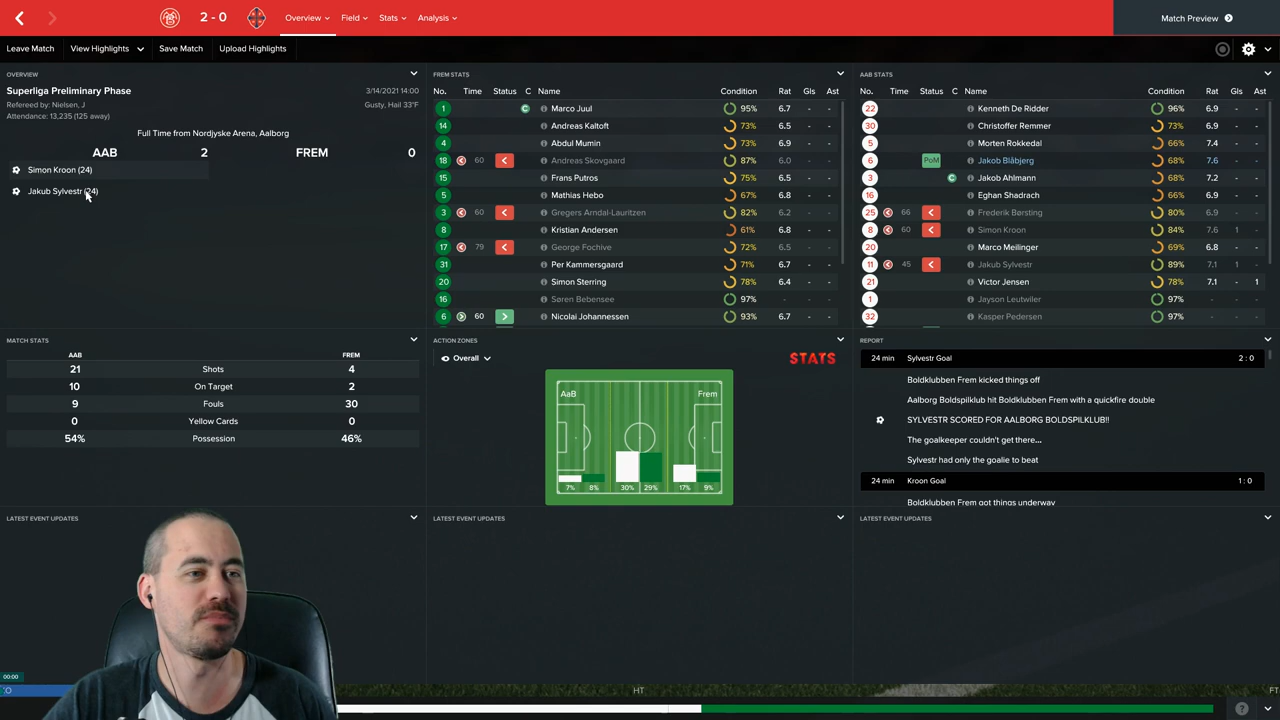 2 - 0 Overview Field Stats Analysis Match Preview
Leave Match View Highlights Save Match Upload Highlights
OVERVIEW
Superliga Preliminary Phase 3/14/2021 14:00
Refereed by: Nielsen, J Gusty, Hail 33°F
Attendance: 13,235 (125 away)
Full Time from Nordjyske Arena, Aalborg
AAB 2 FREM 0
Simon Kroon (24)
Jakub Sylvestr (24)
FREM STATS
No. Time Status C Name Condition Rat Gls Ast
1 C Marco Juul 95% 6.7 - -
14 Andreas Kaltoft 73% 6.5 - -
4 Abdul Mumin 73% 6.9 - -
18 60 Andreas Skovgaard 87% 6.0 - -
15 Frans Putros 75% 6.5 - -
5 Mathias Hebo 67% 6.8 - -
3 60 Gregers Arndal-Lauritzen 82% 6.2 - -
8 Kristian Andersen 61% 6.8 - -
17 79 George Fochive 72% 6.5 - -
31 Per Kammersgaard 71% 6.7 - -
20 Simon Sterring 78% 6.4 - -
16 Søren Bebensee 97% - - -
6 60 Nicolai Johannessen 93% 6.7 - -
AAB STATS
No. Time Status C Name Condition Rat Gls Ast
22 Kenneth De Ridder 96% 6.9 - -
30 Christoffer Remmer 73% 6.9 - -
5 Morten Rokkedal 66% 7.4 - -
6 PoM Jakob Blåbjerg 68% 7.6 - -
3 C Jakob Ahlmann 68% 7.2 - -
16 Eghan Shadrach 66% 6.9 - -
25 66 Frederik Børsting 80% 6.9 - -
8 60 Simon Kroon 84% 7.6 1 -
20 Marco Meilinger 69% 6.8 - -
11 45 Jakub Sylvestr 89% 7.1 1 -
21 Victor Jensen 78% 7.1 - 1
1 Jayson Leutwiler 97% - - -
32 Kasper Pedersen 97% - - -
MATCH STATS
AAB FREM
21 Shots 4
10 On Target 2
9 Fouls 30
0 Yellow Cards 0
54% Possession 46%
ACTION ZONES
Overall STATS
AaB Frem
7% 8% 30% 29% 17% 9%
REPORT
24 min Sylvestr Goal 2 : 0
Boldklubben Frem kicked things off
Aalborg Boldspilklub hit Boldklubben Frem with a quickfire double
SYLVESTR SCORED FOR AALBORG BOLDSPILKLUB!!
The goalkeeper couldn't get there...
Sylvestr had only the goalie to beat
24 min Kroon Goal 1 : 0
Boldklubben Frem got things underway
LATEST EVENT UPDATES
LATEST EVENT UPDATES
LATEST EVENT UPDATES
00:00
HT FT